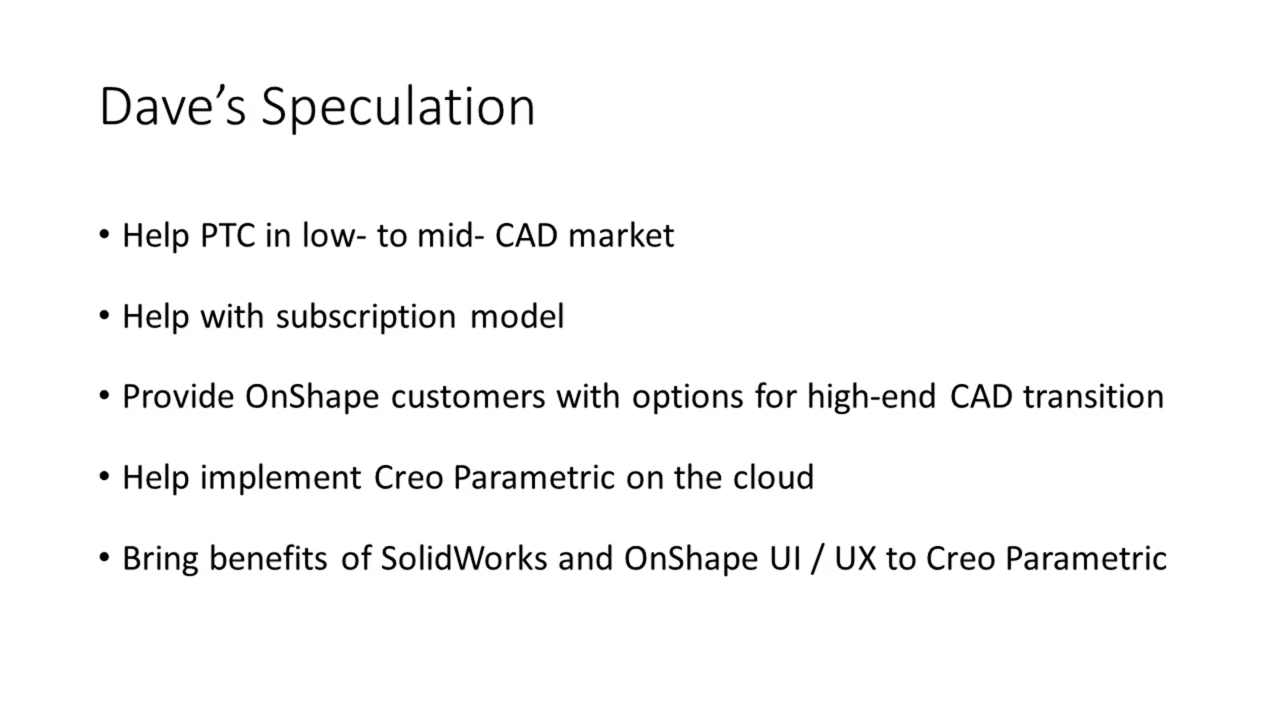 Dave’s Speculation
• Help PTC in low- to mid- CAD market
• Help with subscription model
• Provide OnShape customers with options for high-end CAD transition
• Help implement Creo Parametric on the cloud
• Bring benefits of SolidWorks and OnShape UI / UX to Creo Parametric